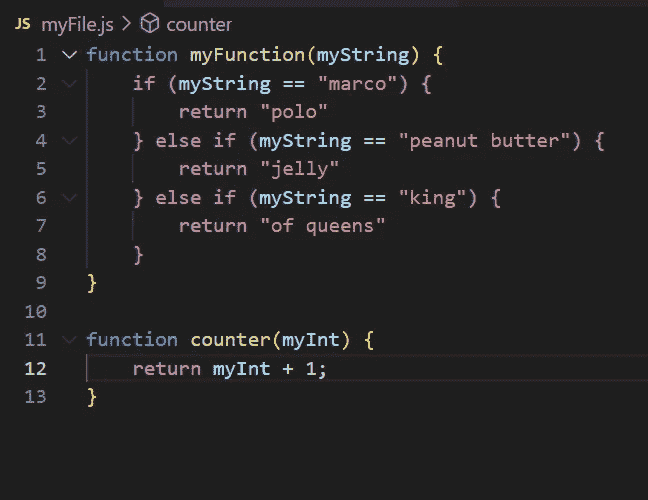 JS myFile.js > counter
1 function myFunction(myString) {
2     if (myString == "marco") {
3         return "polo"
4     } else if (myString == "peanut butter") {
5         return "jelly"
6     } else if (myString == "king") {
7         return "of queens"
8     }
9 }
10
11 function counter(myInt) {
12     return myInt + 1;
13 }